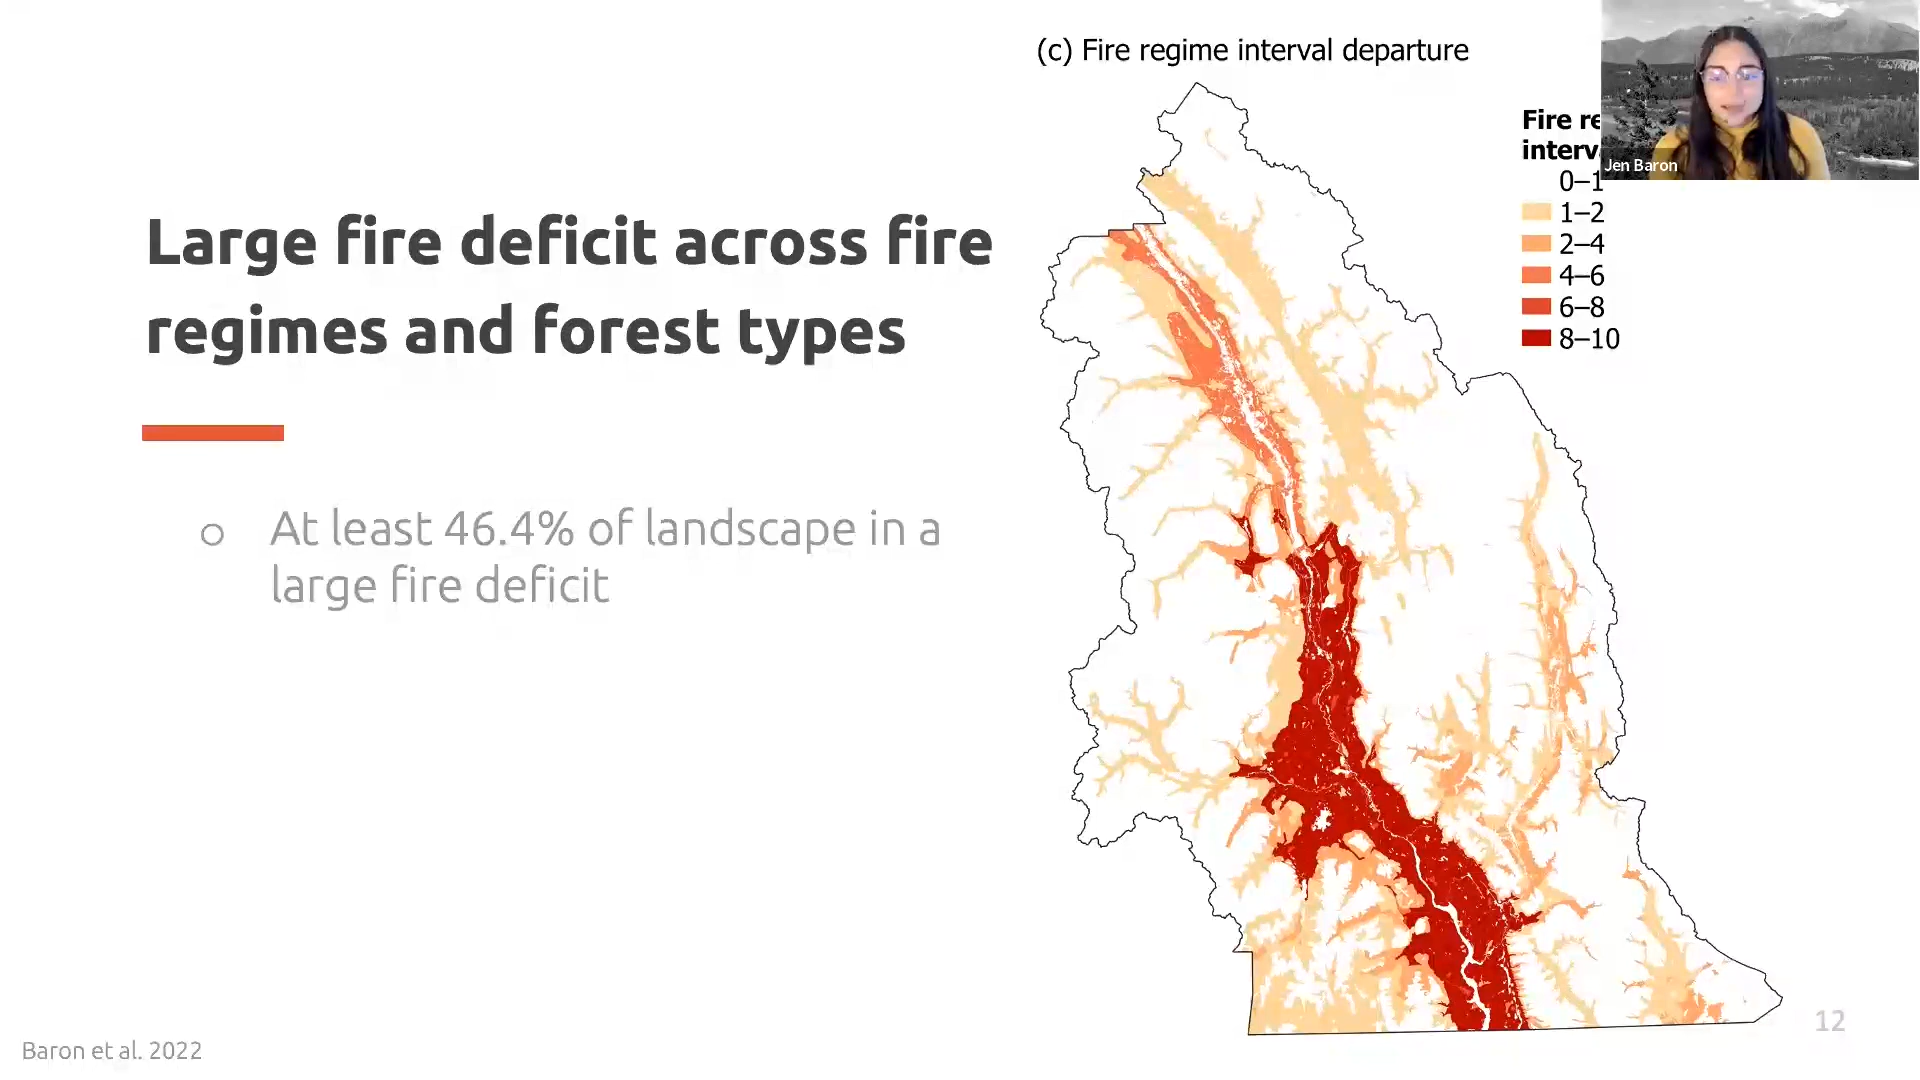 (c) Fire regime interval departure
Fire re
interv
Jen Baron
0–1
1–2
2–4
4–6
6–8
8–10
Large fire deficit across fire
regimes and forest types
○ At least 46.4% of landscape in a
large fire deficit
12
Baron et al. 2022